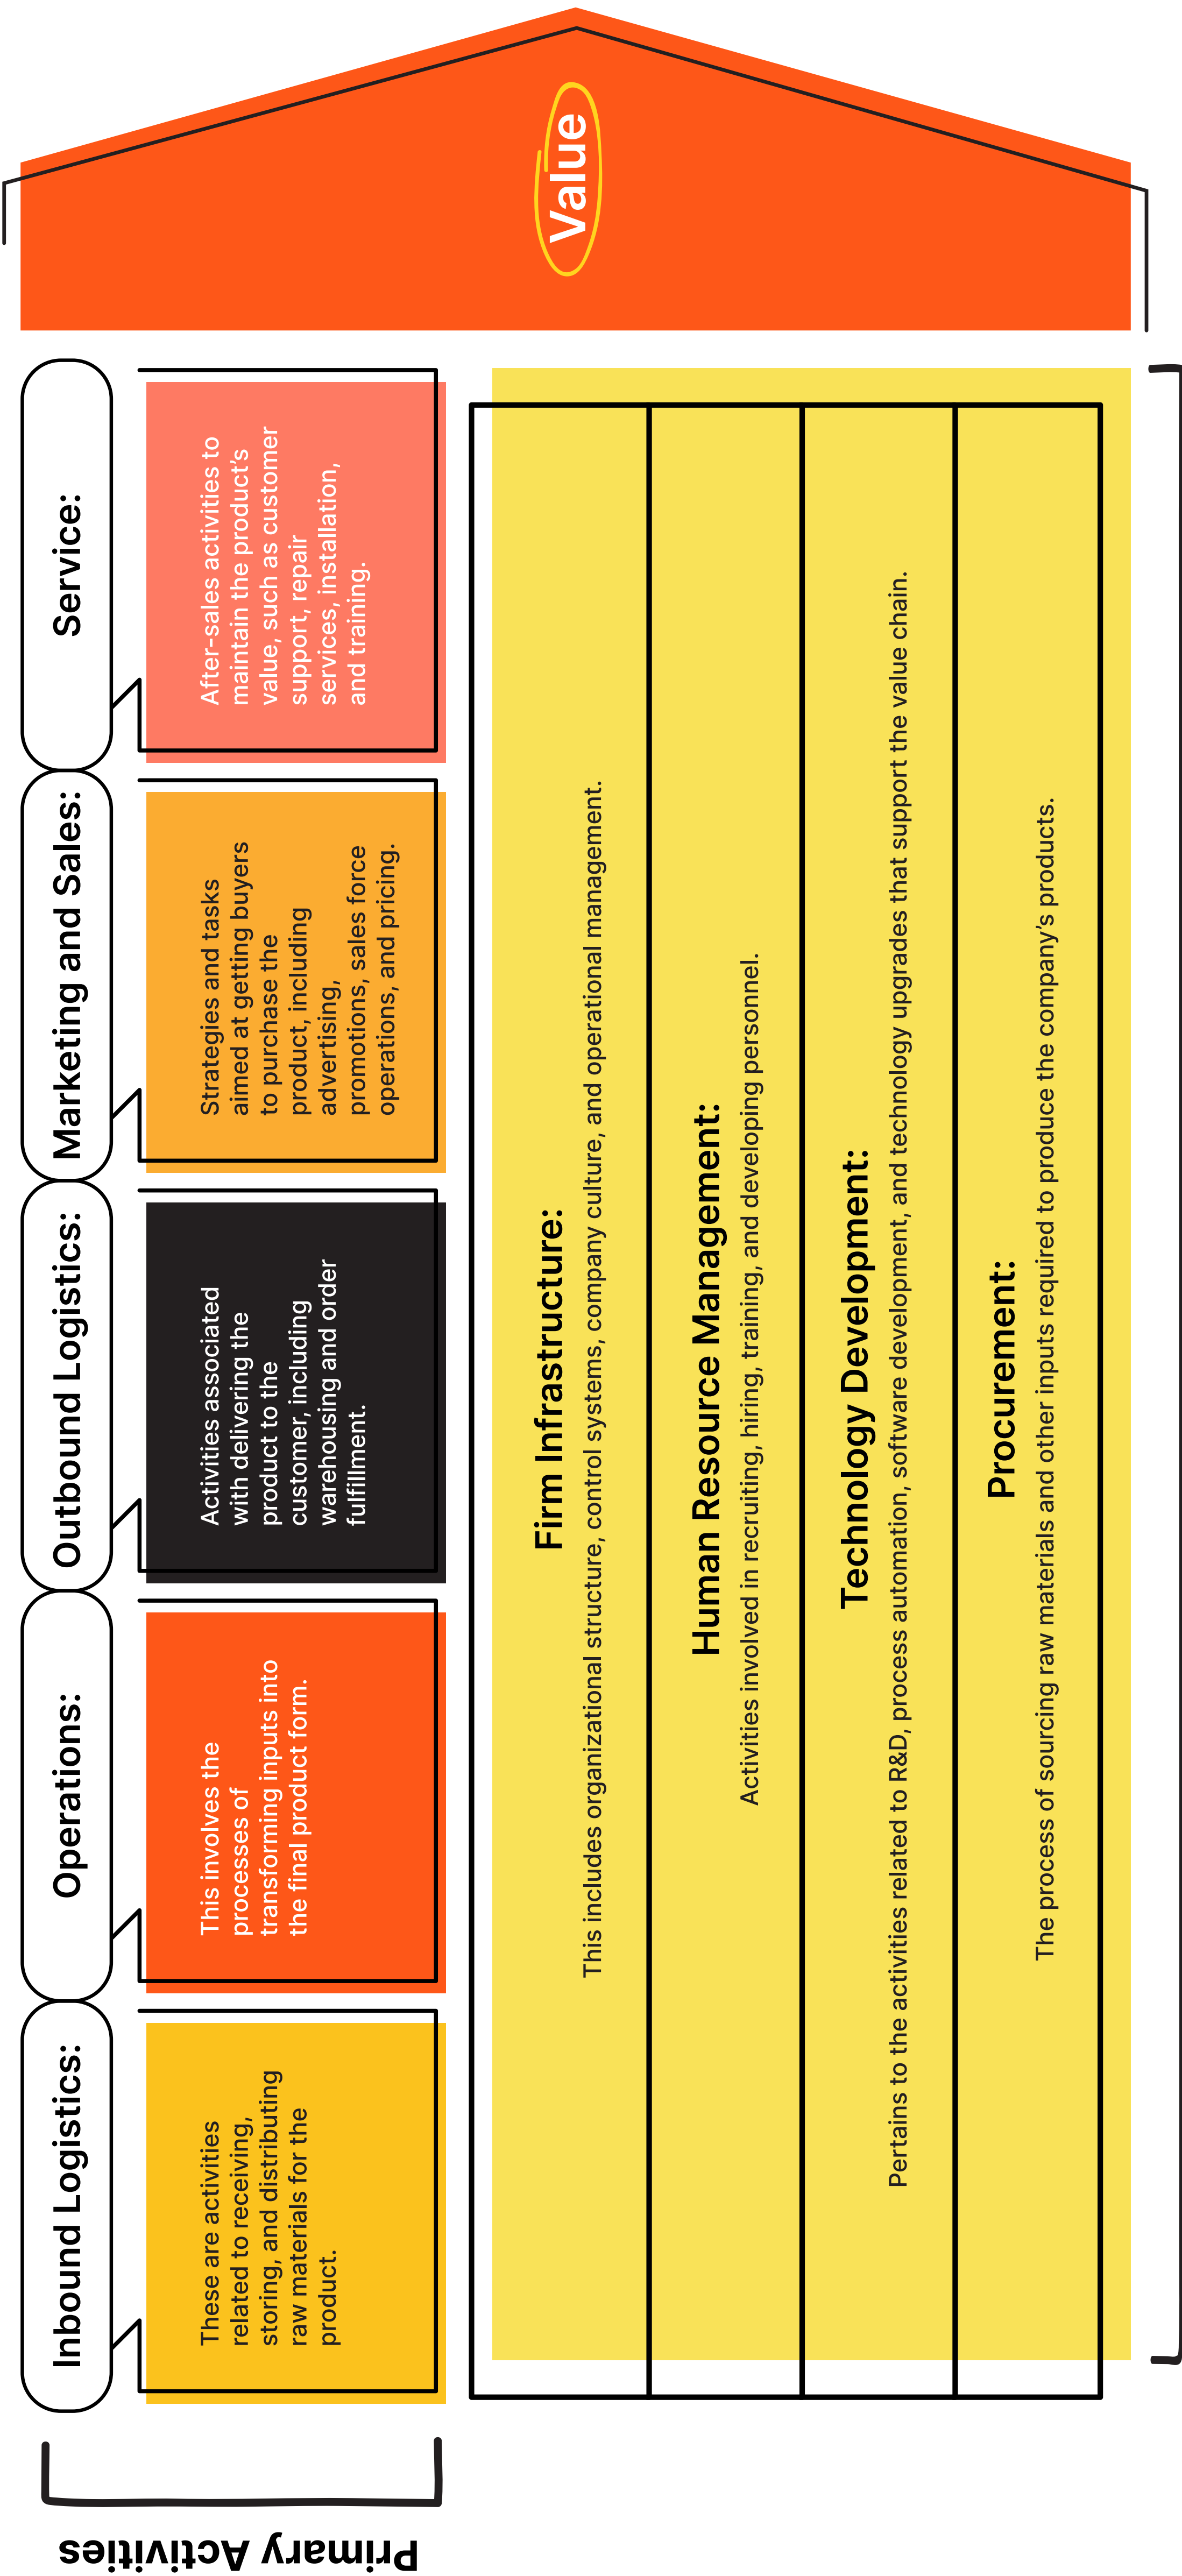 Primary Activities
Inbound Logistics:
These are activities
related to receiving,
storing, and distributing
raw materials for the
product.
Operations:
This involves the
processes of
transforming inputs into
the final product form.
Outbound Logistics:
Activities associated
with delivering the
product to the
customer, including
warehousing and order
fulfillment.
Marketing and Sales:
Strategies and tasks
aimed at getting buyers
to purchase the
product, including
advertising,
promotions, sales force
operations, and pricing.
Service:
After-sales activities to
maintain the product's
value, such as customer
support, repair
services, installation,
and training.
Firm Infrastructure:
This includes organizational structure, control systems, company culture, and operational management.
Human Resource Management:
Activities involved in recruiting, hiring, training, and developing personnel.
Technology Development:
Pertains to the activities related to R&D, process automation, software development, and technology upgrades that support the value chain.
Procurement:
The process of sourcing raw materials and other inputs required to produce the company's products.
Value